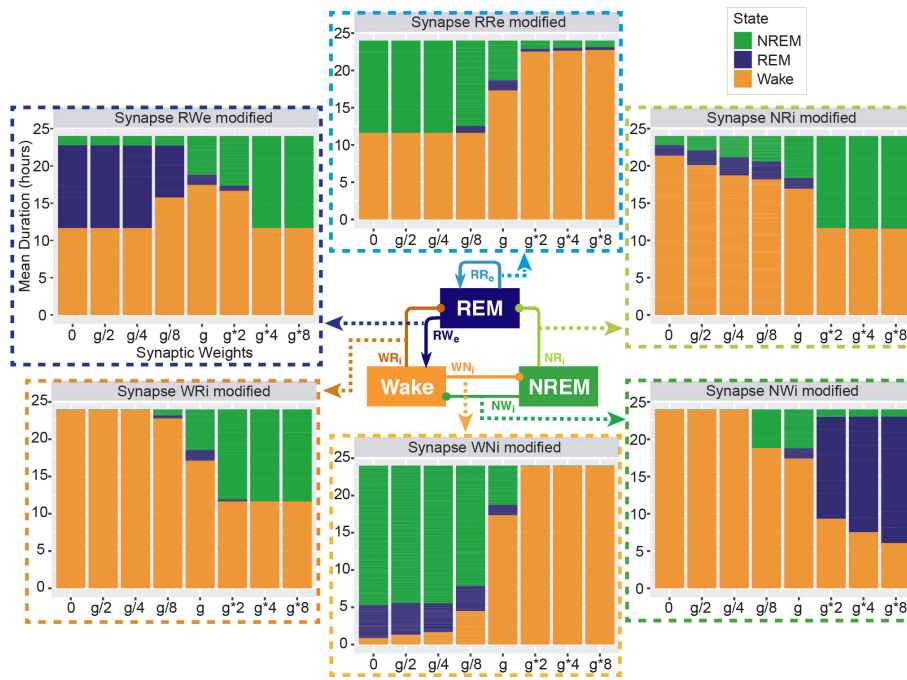 State
NREM
REM
Wake
Synapse RRe modified
25
20
15
10
5
0
0 g/2 g/4 g/8 g g*2 g*4 g*8
Synapse RWe modified
Mean Duration (hours)
25
20
15
10
5
0
0 g/2 g/4 g/8 g g*2 g*4 g*8
Synaptic Weights
Synapse NRi modified
25
20
15
10
5
0
0 g/2 g/4 g/8 g g*2 g*4 g*8
RRe
REM
WRi
RWe
NRi
WNi
Wake
NREM
NWi
Synapse WRi modified
25
20
15
10
5
0
0 g/2 g/4 g/8 g g*2 g*4 g*8
Synapse WNi modified
25
20
15
10
5
0
0 g/2 g/4 g/8 g g*2 g*4 g*8
Synapse NWi modified
25
20
15
10
5
0
0 g/2 g/4 g/8 g g*2 g*4 g*8